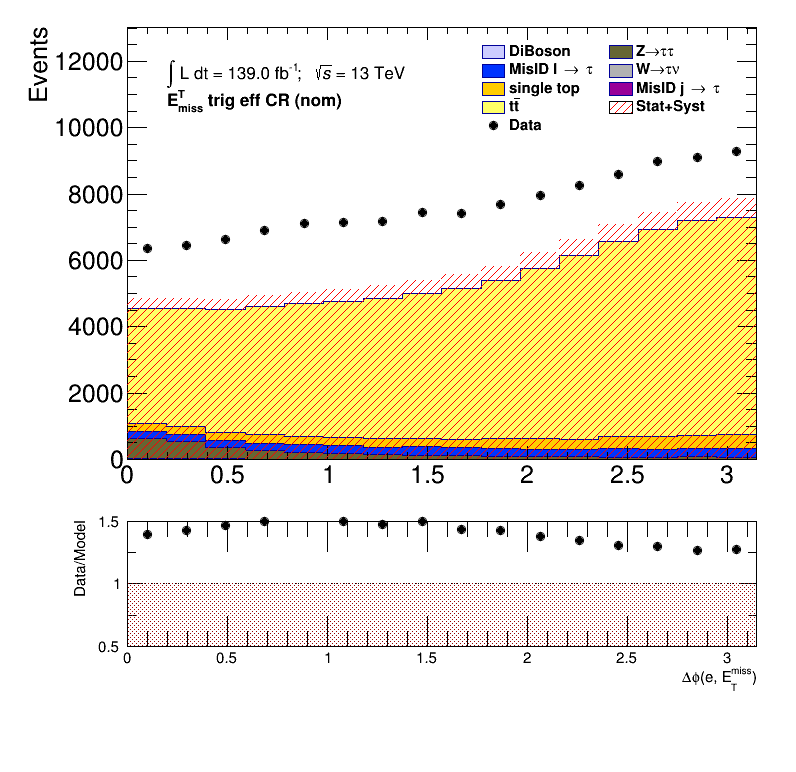 Events
12000
10000
8000
6000
4000
2000
0
∫ L dt = 139.0 fb⁻¹; √s = 13 TeV
E^T_miss trig eff CR (nom)
DiBoson
Z→ττ
MisID l → τ
W→τν
single top
MisID j → τ
tt̄
Stat+Syst
Data
0 0.5 1 1.5 2 2.5 3
Data/Model
1.5
1
0.5
0 0.5 1 1.5 2 2.5 3
Δϕ(e, E_T^miss)